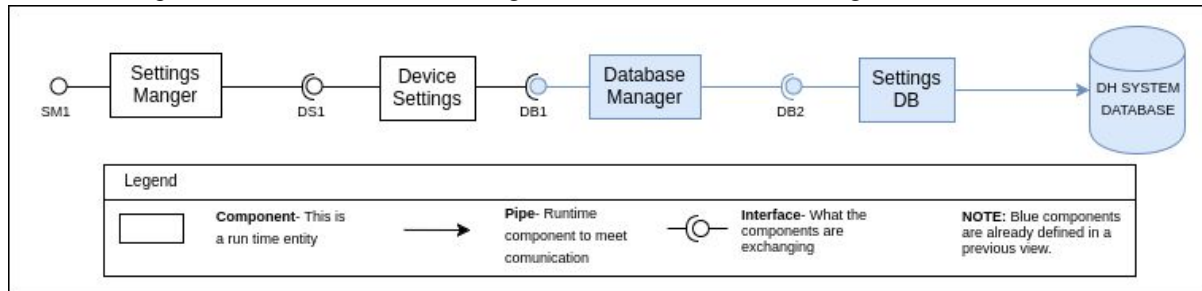 Settings
Manger
Device
Settings
Database
Manager
Settings
DB
DH SYSTEM
DATABASE
SM1
DS1
DB1
DB2
Legend
Component- This is
a run time entity
Pipe- Runtime
component to meet
comunication
Interface- What the
components are
exchanging
NOTE: Blue components
are already defined in a
previous view.